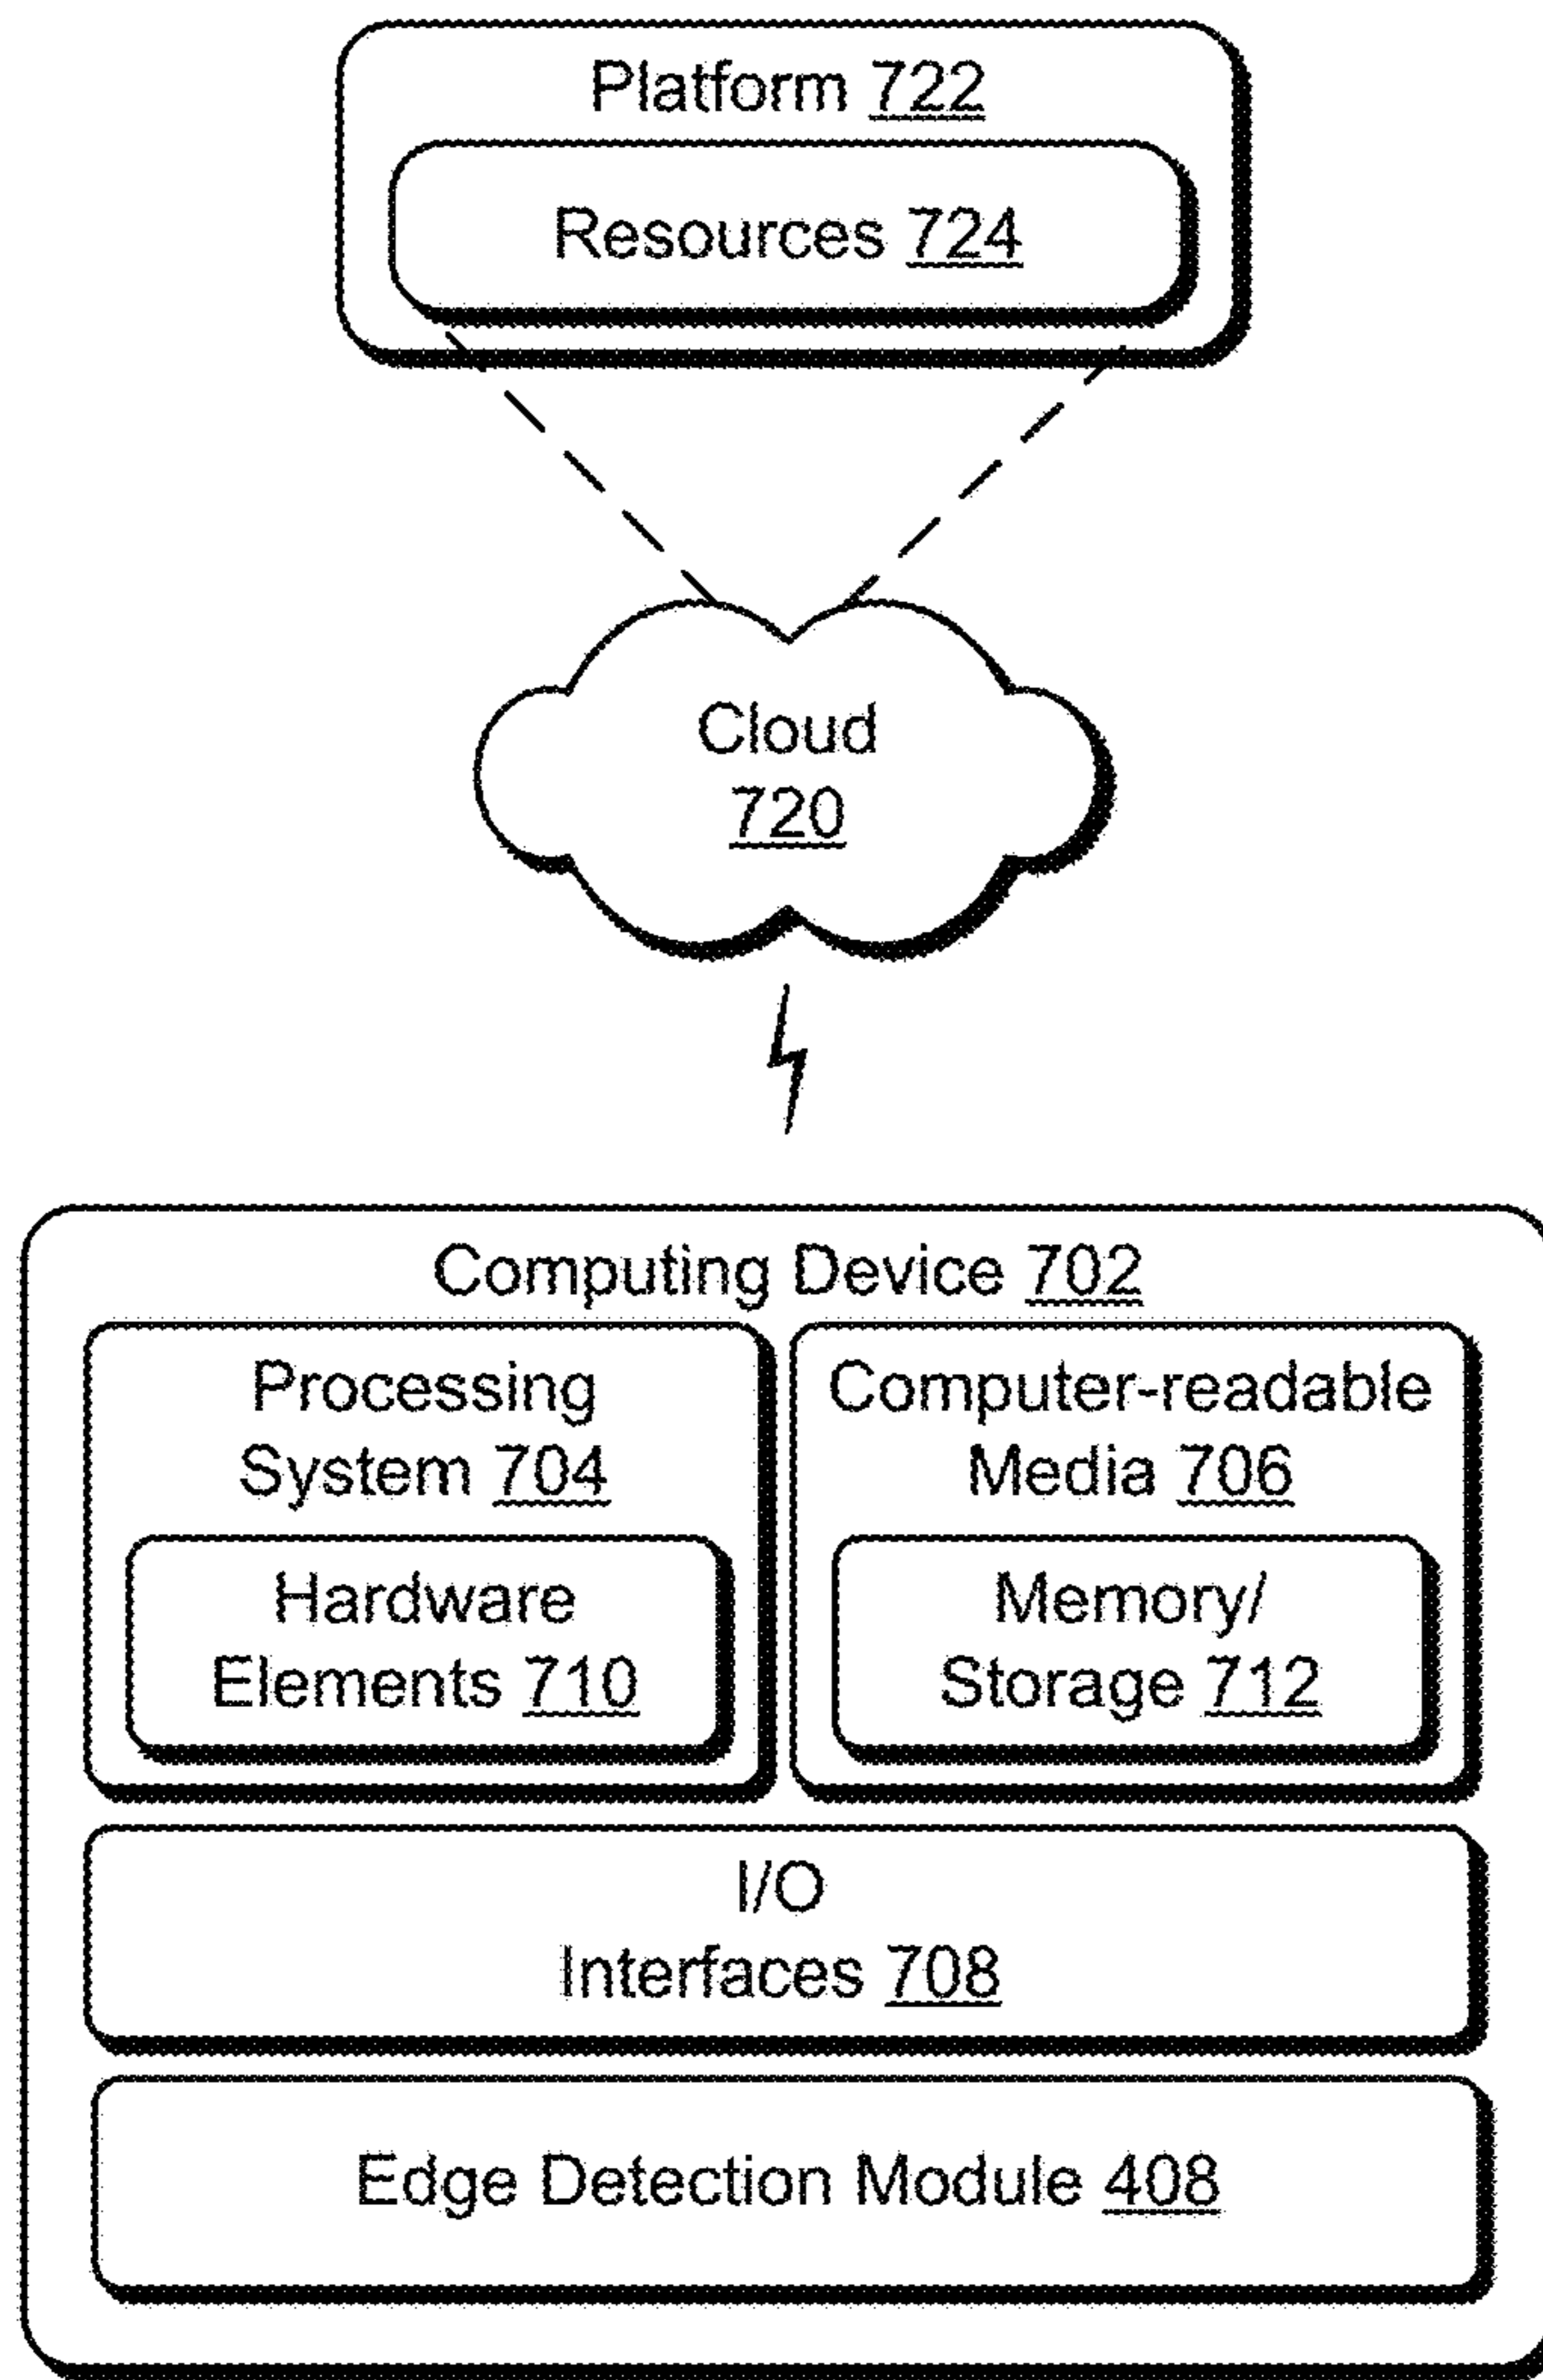 Platform 722
Resources 724
Cloud
720
Computing Device 702
Processing
System 704
Hardware
Elements 710
Computer-readable
Media 706
Memory/
Storage 712
I/O
Interfaces 708
Edge Detection Module 408